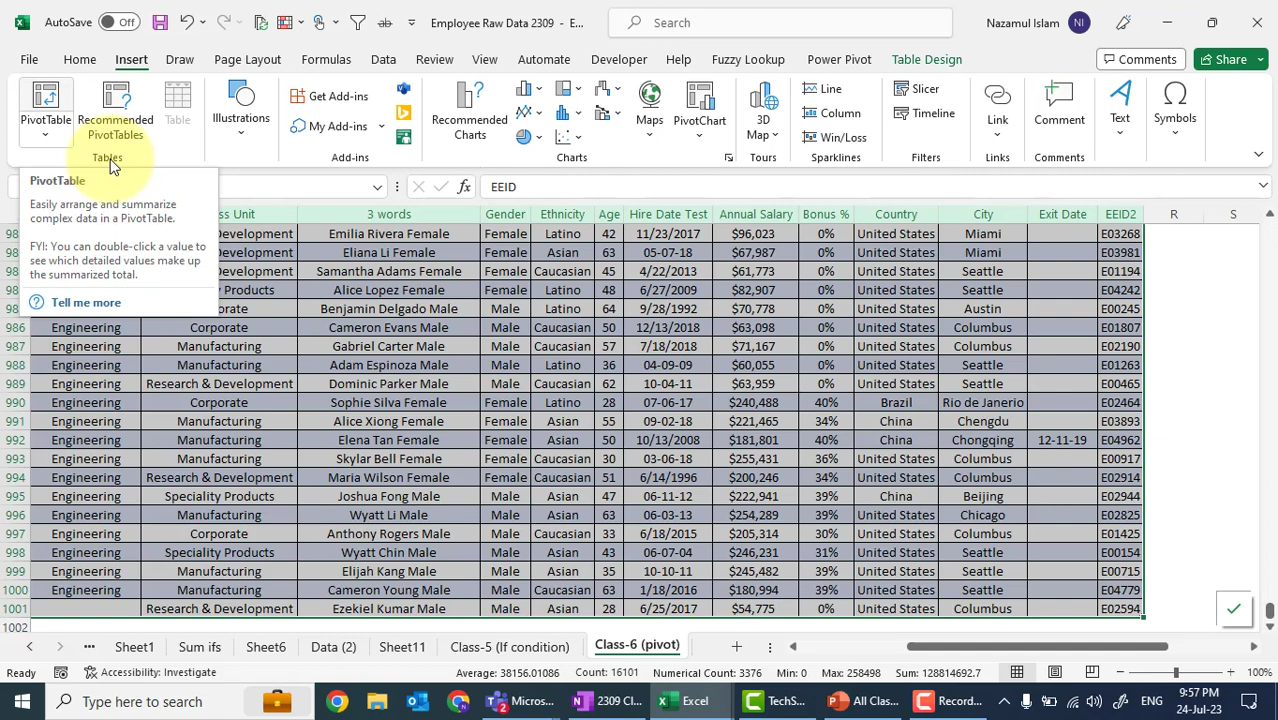 AutoSave Off Employee Raw Data 2309 - E... Search Nazamul Islam NI
File Home Insert Draw Page Layout Formulas Data Review View Automate Developer Help Fuzzy Lookup Power Pivot Table Design Comments Share
PivotTable Recommended PivotTables Table Illustrations Get Add-ins My Add-ins Recommended Charts Maps PivotChart 3D Map Line Column Win/Loss Slicer Timeline Link Comment Text Symbols
Tables Add-ins Charts Tours Sparklines Filters Links Comments
PivotTable
Easily arrange and summarize
complex data in a PivotTable.
FYI: You can double-click a value to
see which detailed values make up
the summarized total.
Tell me more
EEID
3 words Gender Ethnicity Age Hire Date Test Annual Salary Bonus % Country City Exit Date EEID2 R S
Emilia Rivera Female Female Latino 42 11/23/2017 $96,023 0% United States Miami E03268
Eliana Li Female Female Asian 63 05-07-18 $67,987 0% United States Miami E03981
Samantha Adams Female Female Caucasian 45 4/22/2013 $61,773 0% United States Seattle E01194
Alice Lopez Female Female Latino 48 6/27/2009 $82,907 0% United States Seattle E04242
Benjamin Delgado Male Male Latino 64 9/28/1992 $70,778 0% United States Austin E00245
986 Engineering Corporate Cameron Evans Male Male Caucasian 50 12/13/2018 $63,098 0% United States Columbus E01807
987 Engineering Manufacturing Gabriel Carter Male Male Caucasian 57 7/18/2018 $71,167 0% United States Columbus E02190
988 Engineering Manufacturing Adam Espinoza Male Male Latino 36 04-09-09 $60,055 0% United States Seattle E01263
989 Engineering Research & Development Dominic Parker Male Male Caucasian 62 10-04-11 $63,959 0% United States Seattle E00465
990 Engineering Corporate Sophie Silva Female Female Latino 28 07-06-17 $240,488 40% Brazil Rio de Janerio E02464
991 Engineering Manufacturing Alice Xiong Female Female Asian 55 09-02-18 $221,465 34% China Chengdu E03893
992 Engineering Manufacturing Elena Tan Female Female Asian 50 10/13/2008 $181,801 40% China Chongqing 12-11-19 E04962
993 Engineering Manufacturing Skylar Bell Female Female Caucasian 30 03-06-18 $255,431 36% United States Columbus E00917
994 Engineering Research & Development Maria Wilson Female Female Caucasian 51 6/14/1996 $200,246 34% United States Columbus E00954
995 Engineering Speciality Products Joshua Fong Male Male Asian 47 06-11-12 $222,941 39% China Beijing E02944
996 Engineering Manufacturing Wyatt Li Male Male Asian 63 06-03-13 $254,289 39% United States Chicago E02825
997 Engineering Corporate Anthony Rogers Male Male Caucasian 33 6/18/2015 $205,314 30% United States Columbus E01425
998 Engineering Speciality Products Wyatt Chin Male Male Asian 43 06-07-04 $246,231 31% United States Seattle E00154
999 Engineering Manufacturing Elijah Kang Male Male Asian 35 10-10-11 $245,482 39% United States Seattle E00715
1000 Engineering Manufacturing Cameron Young Male Male Caucasian 63 1/18/2016 $180,994 39% United States Columbus E04779
1001 Research & Development Ezekiel Kumar Male Male Asian 28 6/25/2017 $54,775 0% United States Columbus E02594
1002
Sheet1 ... Sum ifs Sheet6 Data (2) Sheet11 Class-5 (If condition) Class-6 (pivot)
Ready Accessibility: Investigate Average: 38156.01086 Count: 16101 Numerical Count: 3376 Min: 0 Max: 258498 Sum: 128814692.7 100%
Type here to search Microso... 2309 Cl... Excel TechS... All Clas... Record... ENG 9:57 PM
24-Jul-23